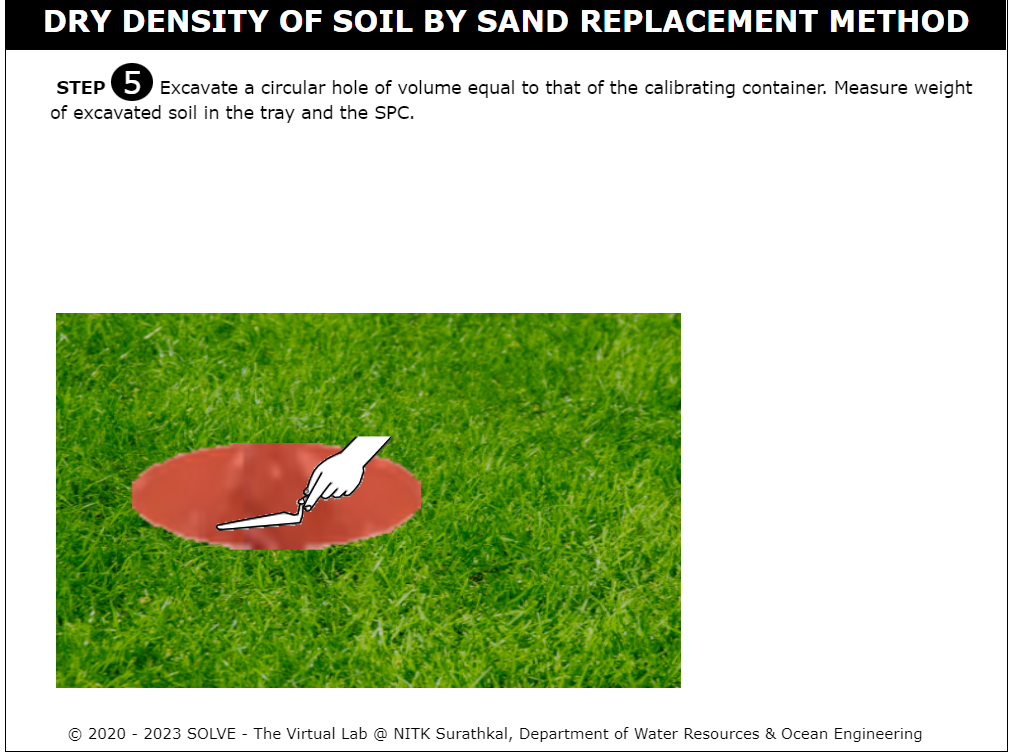 DRY DENSITY OF SOIL BY SAND REPLACEMENT METHOD
STEP 5 Excavate a circular hole of volume equal to that of the calibrating container. Measure weight
of excavated soil in the tray and the SPC.
© 2020 - 2023 SOLVE - The Virtual Lab @ NITK Surathkal, Department of Water Resources & Ocean Engineering